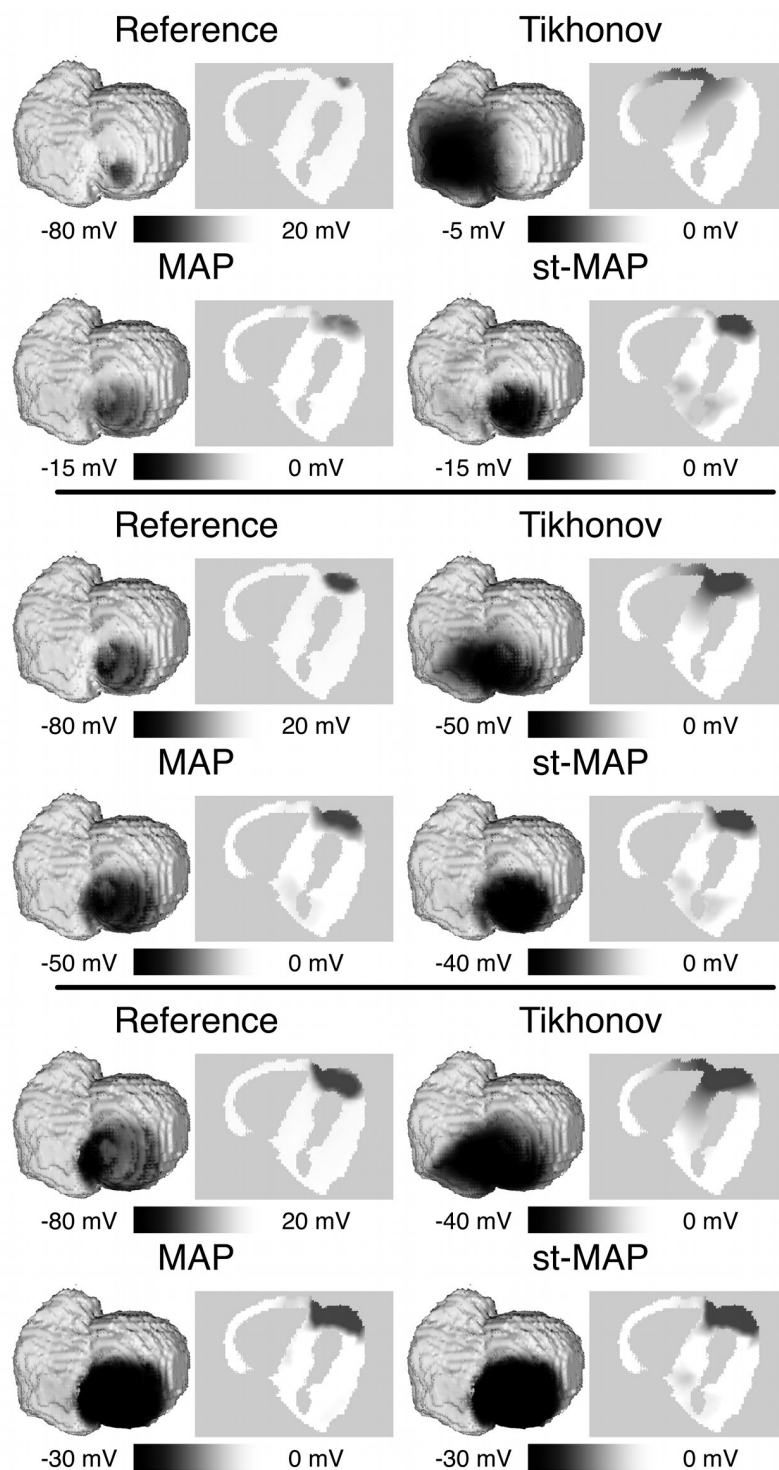 Reference Tikhonov
-80 mV 20 mV -5 mV 0 mV
MAP st-MAP
-15 mV 0 mV -15 mV 0 mV
Reference Tikhonov
-80 mV 20 mV -50 mV 0 mV
MAP st-MAP
-50 mV 0 mV -40 mV 0 mV
Reference Tikhonov
-80 mV 20 mV -40 mV 0 mV
MAP st-MAP
-30 mV 0 mV -30 mV 0 mV